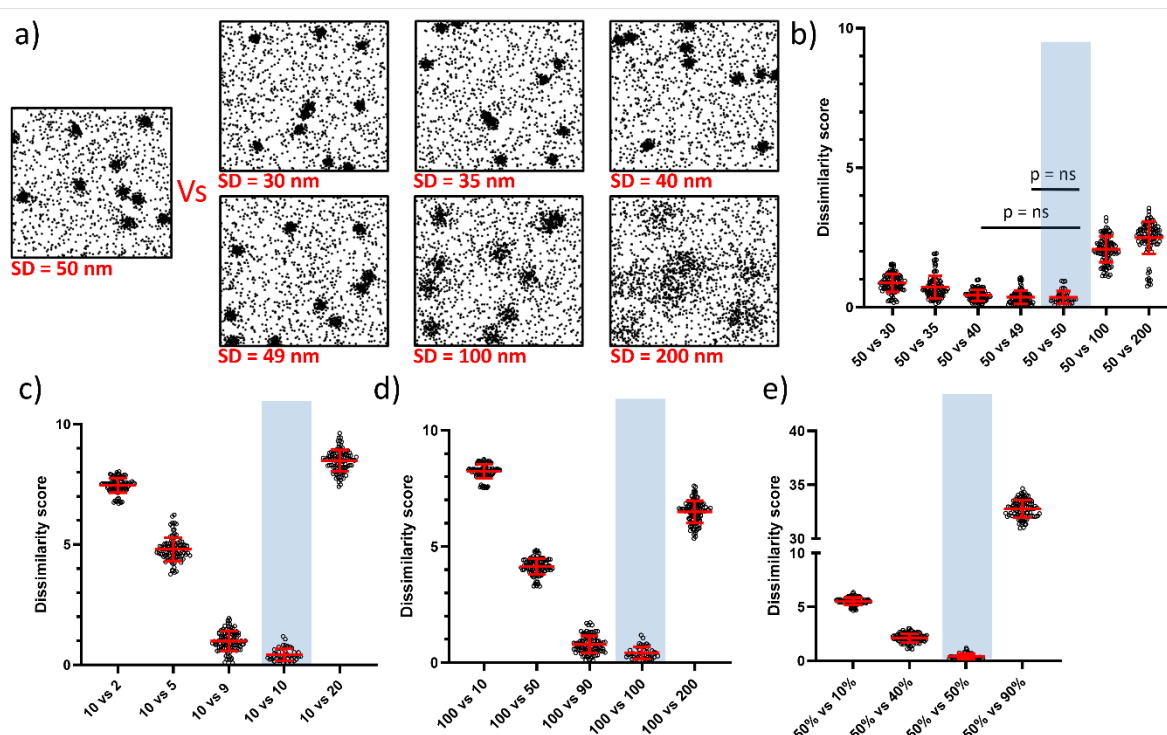 a)
SD = 50 nm
Vs
SD = 30 nm
SD = 35 nm
SD = 40 nm
SD = 49 nm
SD = 100 nm
SD = 200 nm
b)
Dissimilarity score
10
5
0
p = ns
p = ns
50 vs 30
50 vs 35
50 vs 40
50 vs 49
50 vs 50
50 vs 100
50 vs 200
c)
Dissimilarity score
10
5
0
10 vs 2
10 vs 5
10 vs 9
10 vs 10
10 vs 20
d)
Dissimilarity score
10
5
0
100 vs 10
100 vs 50
100 vs 90
100 vs 100
100 vs 200
e)
Dissimilarity score
40
35
30
10
5
0
50% vs 10%
50% vs 40%
50% vs 50%
50% vs 90%